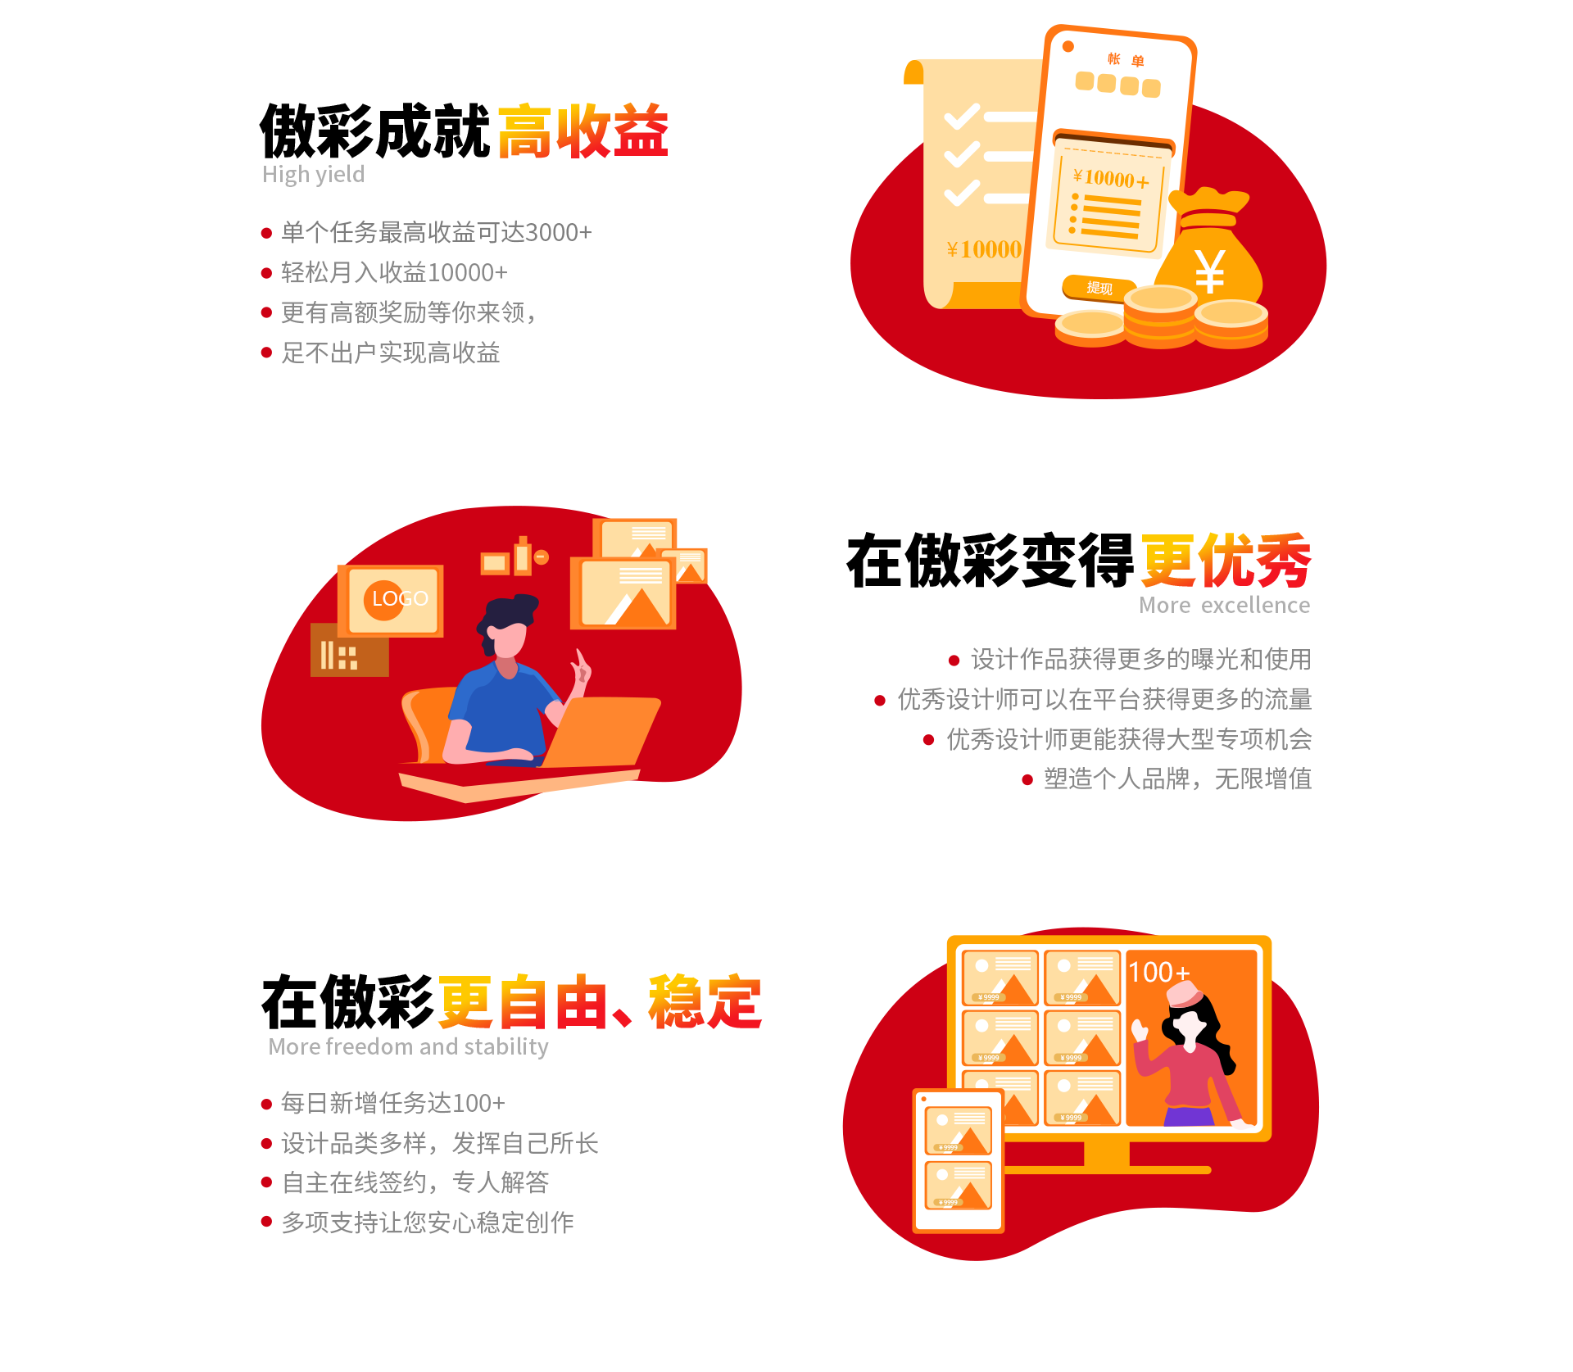 傲彩成就高收益
High yield
单个任务最高收益可达3000+
轻松月入收益10000+
更有高额奖励等你来领，
足不出户实现高收益
帐 单
¥10000+
¥10000
提现
¥
LOGO
在傲彩变得更优秀
More excellence
设计作品获得更多的曝光和使用
优秀设计师可以在平台获得更多的流量
优秀设计师更能获得大型专项机会
塑造个人品牌，无限增值
在傲彩更自由、稳定
More freedom and stability
每日新增任务达100+
设计品类多样，发挥自己所长
自主在线签约，专人解答
多项支持让您安心稳定创作
100+
¥9999
¥9999
¥9999
¥9999
¥9999
¥9999
¥9999